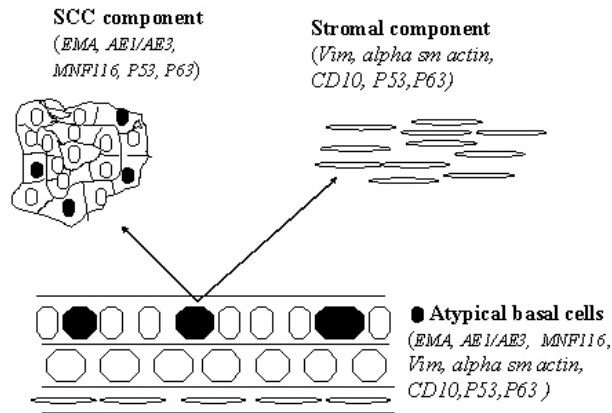 SCC component
(EMA, AE1/AE3,
MNF116, P53, P63)
Stromal component
(Vim, alpha sm actin,
CD10, P53,P63)
Atypical basal cells
(EMA, AE1/AE3, MNF116,
Vim, alpha sm actin,
CD10,P53,P63 )